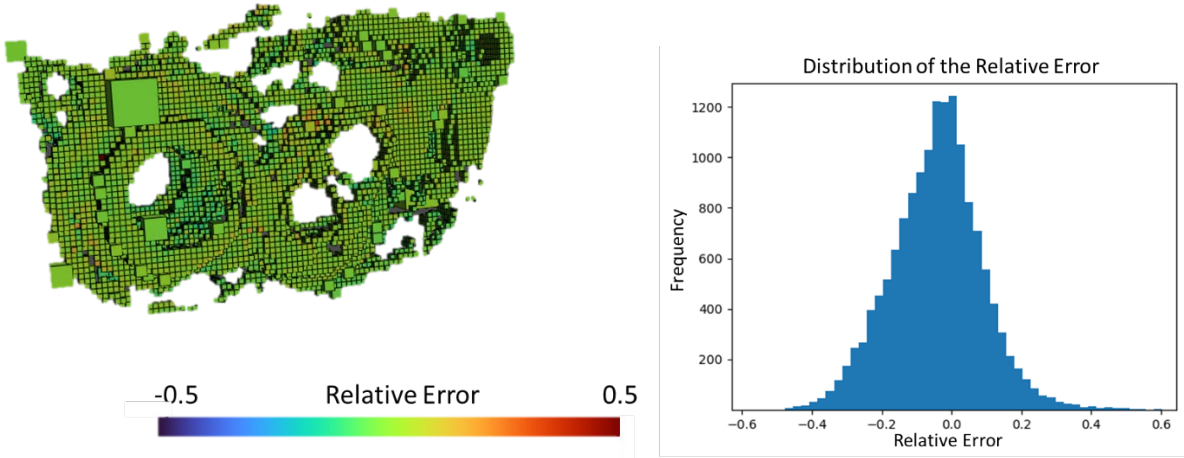 -0.5 Relative Error 0.5
Distribution of the Relative Error
Frequency
1200
1000
800
600
400
200
−0.6 −0.4 −0.2 0.0 0.2 0.4 0.6
Relative Error